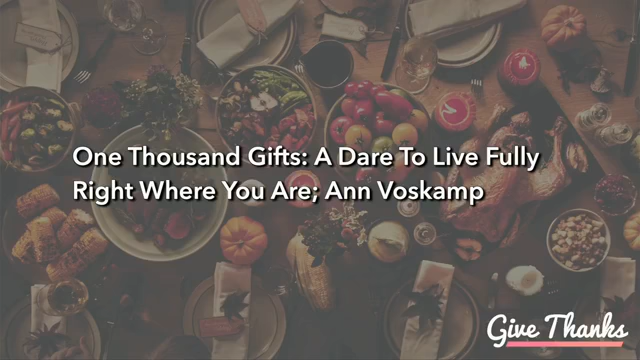 One Thousand Gifts: A Dare To Live Fully
Right Where You Are; Ann Voskamp
Give Thanks